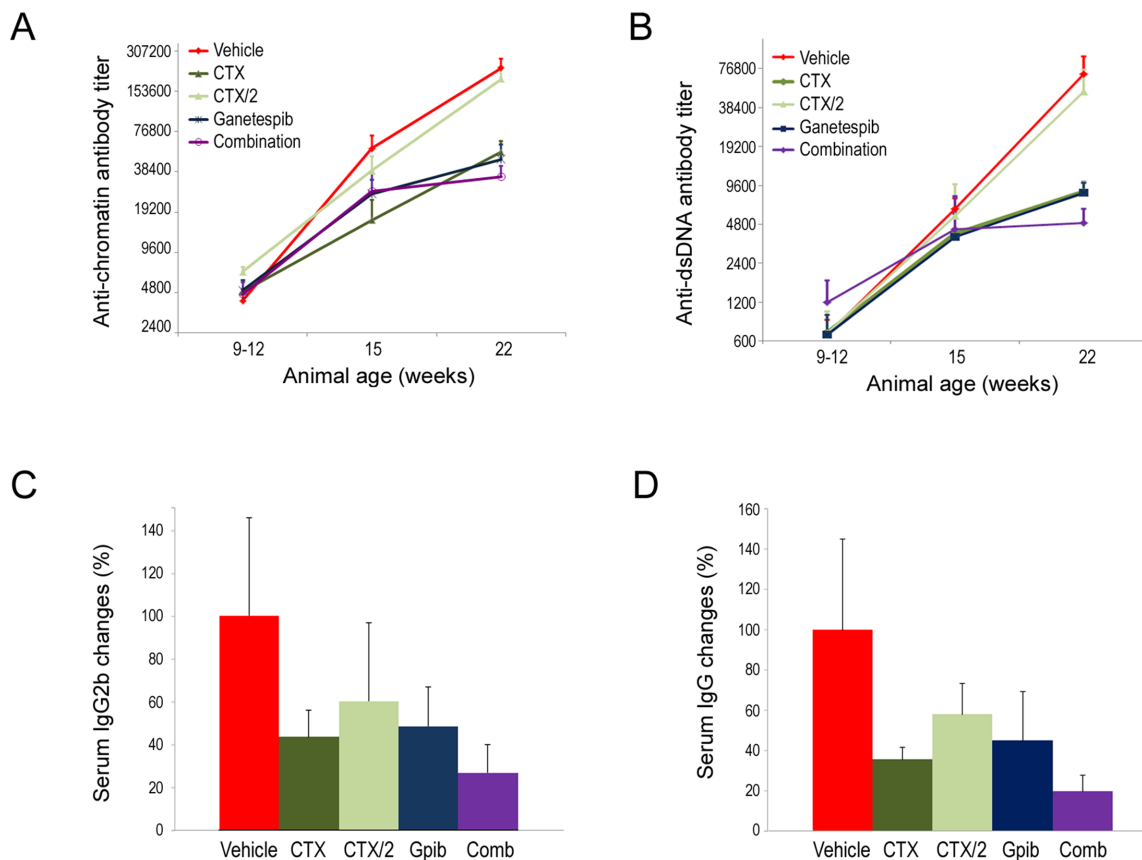 A
Anti-chromatin antibody titer
307200
153600
76800
38400
19200
9600
4800
2400
Vehicle
CTX
CTX/2
Ganetespib
Combination
9-12 15 22
Animal age (weeks)
B
Anti-dsDNA antibody titer
76800
38400
19200
9600
4800
2400
1200
600
Vehicle
CTX
CTX/2
Ganetespib
Combination
9-12 15 22
Animal age (weeks)
C
Serum IgG2b changes (%)
140
120
100
80
60
40
20
0
Vehicle CTX CTX/2 Gpib Comb
D
Serum IgG changes (%)
160
140
120
100
80
60
40
20
0
Vehicle CTX CTX/2 Gpib Comb